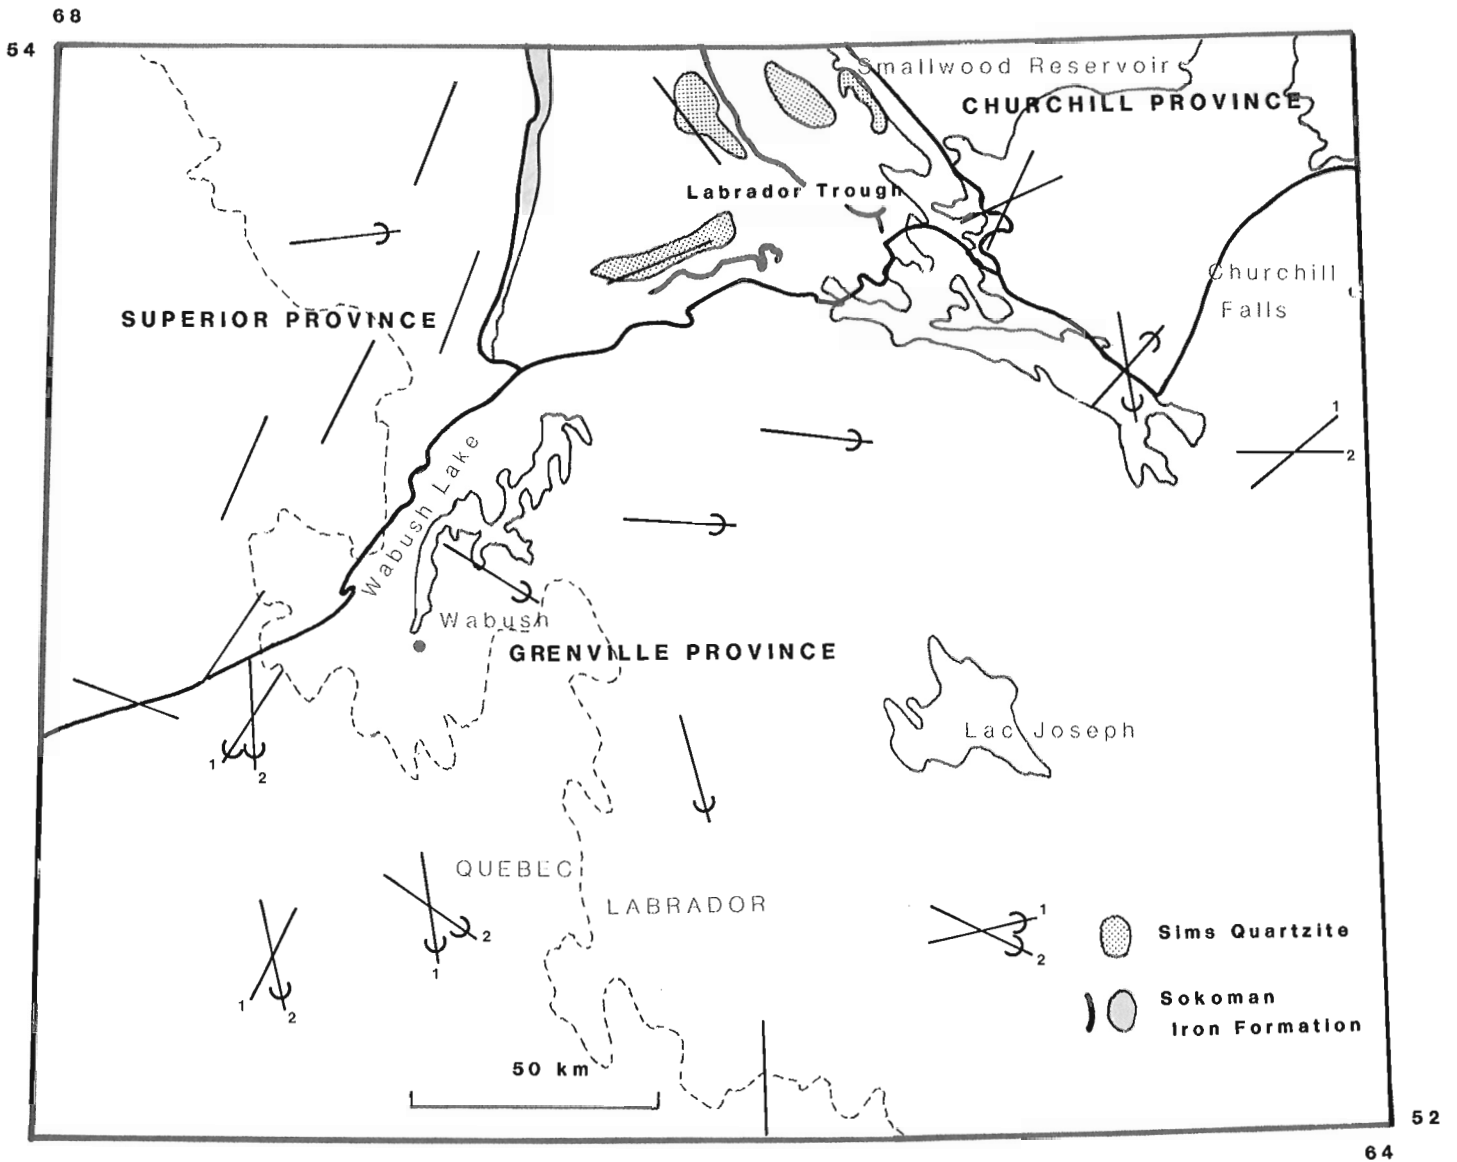 68
54
Smallwood Reservoir
CHURCHILL PROVINCE
Labrador Trough
Churchill
Falls
SUPERIOR PROVINCE
1
2
Wabush Lake
Wabush
GRENVILLE PROVINCE
Lac Joseph
1
2
QUEBEC
LABRADOR
2
1
1
2
1
2
Sims Quartzite
Sokoman
Iron Formation
50 km
52
64